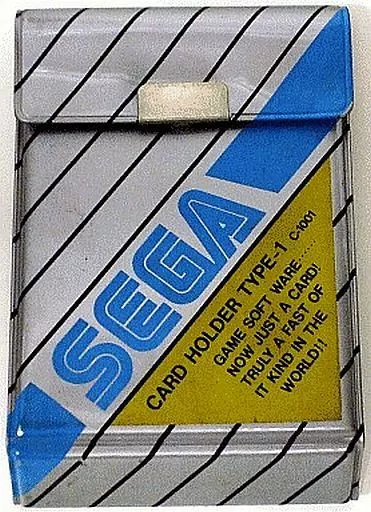 SEGA
CARD HOLDER TYPE-1 C-1001
GAME SOFT WARE......
NOW JUST A CARD!
TRULY A FAST OF
IT KIND IN THE
WORLD!!